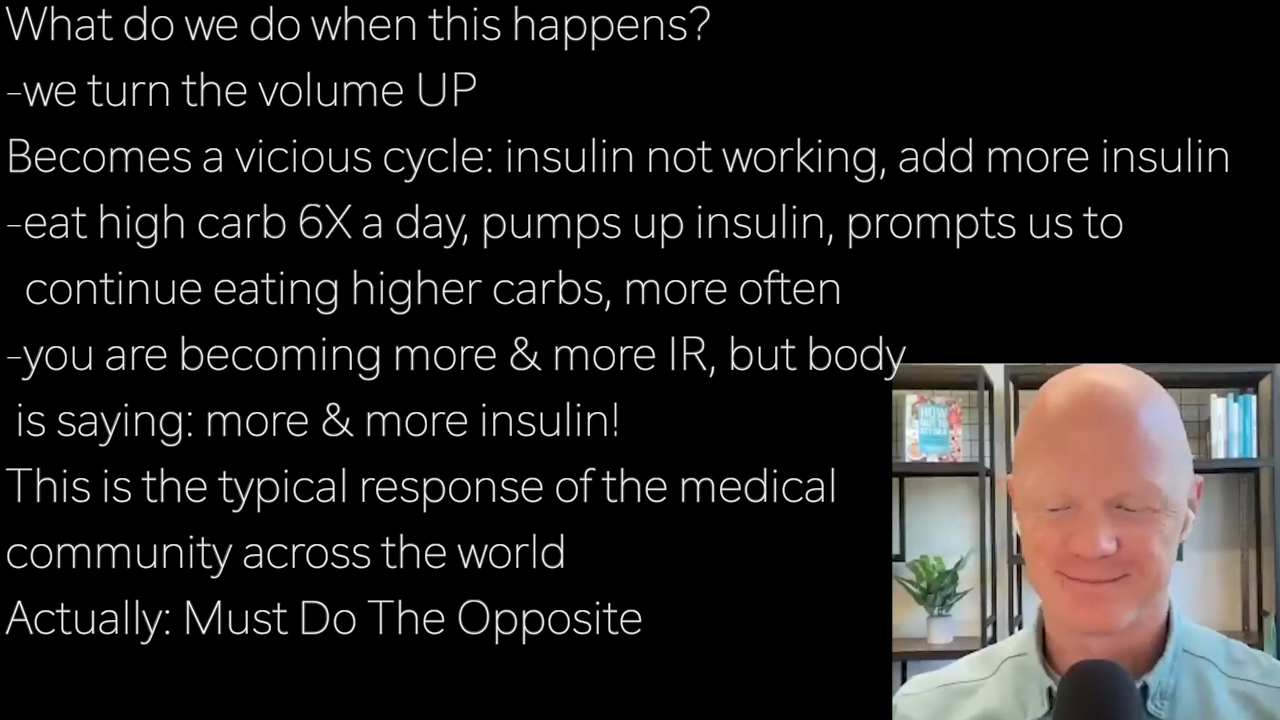 What do we do when this happens?
-we turn the volume UP
Becomes a vicious cycle: insulin not working, add more insulin
-eat high carb 6X a day, pumps up insulin, prompts us to
continue eating higher carbs, more often
-you are becoming more & more IR, but body
is saying: more & more insulin!
This is the typical response of the medical
community across the world
Actually: Must Do The Opposite
HOW
NOT TO